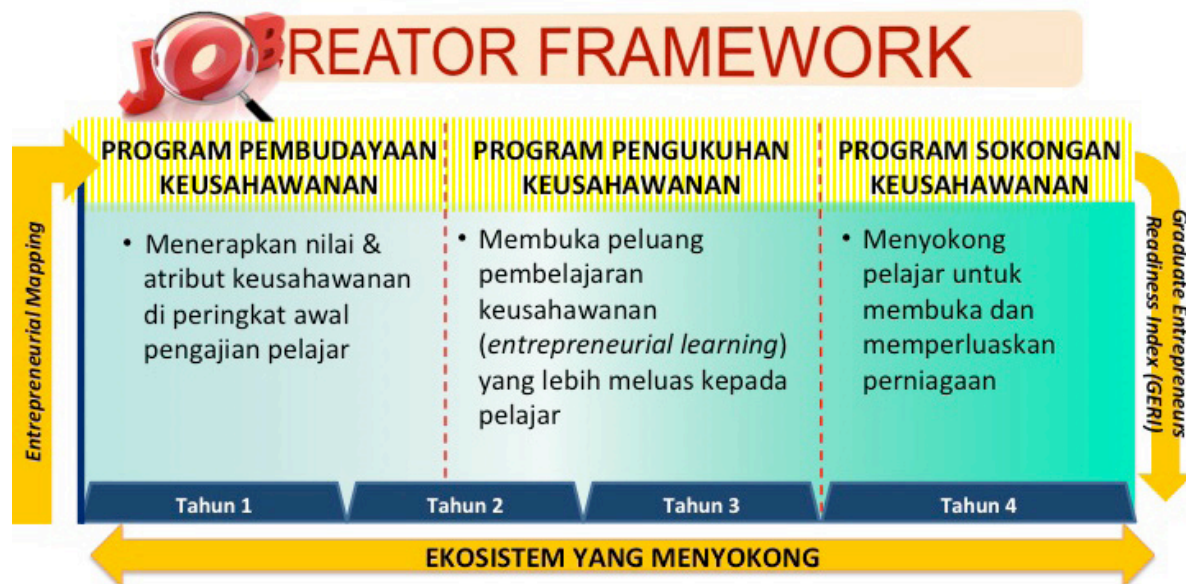 JOB REATOR FRAMEWORK
PROGRAM PEMBUDAYAAN
KEUSAHAWANAN
PROGRAM PENGUKUHAN
KEUSAHAWANAN
PROGRAM SOKONGAN
KEUSAHAWANAN
Entrepreneurial Mapping
• Menerapkan nilai &
atribut keusahawanan
di peringkat awal
pengajian pelajar
• Membuka peluang
pembelajaran
keusahawanan
(entrepreneurial learning)
yang lebih meluas kepada
pelajar
• Menyokong
pelajar untuk
membuka dan
memperluaskan
perniagaan
Graduate Entrepreneurs
Readiness Index (GERI)
Tahun 1
Tahun 2
Tahun 3
Tahun 4
EKOSISTEM YANG MENYOKONG